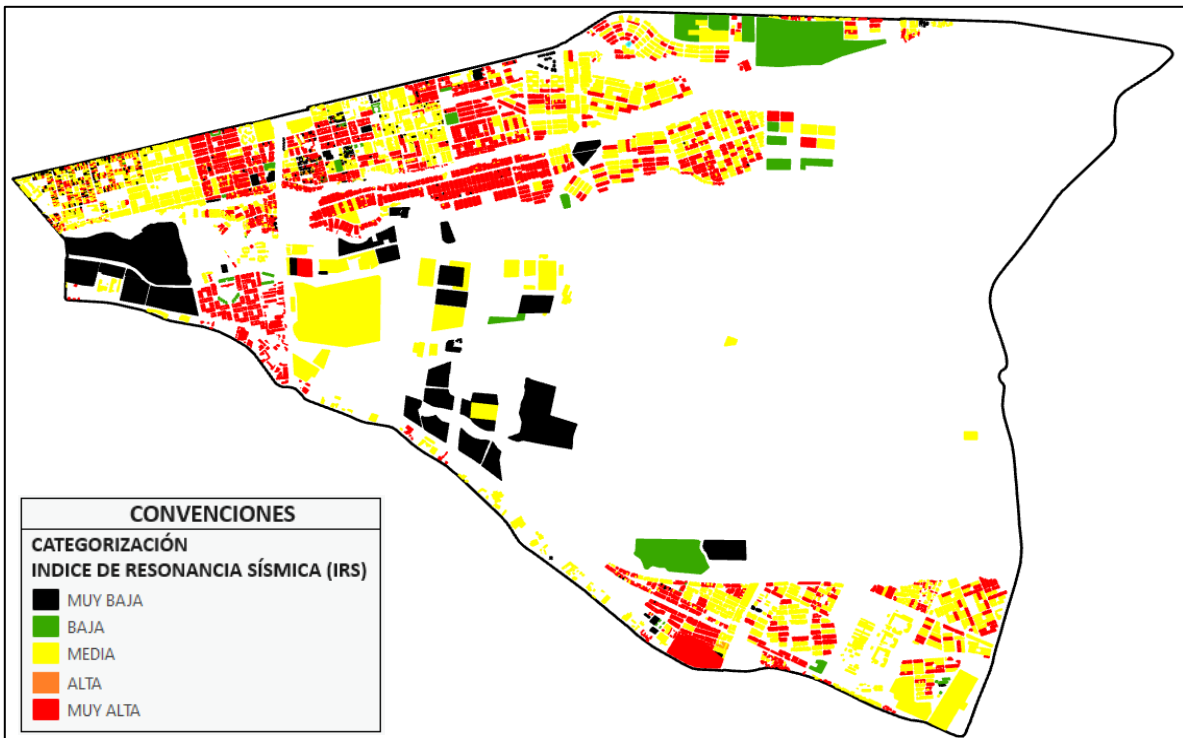 CONVENCIONES
CATEGORIZACIÓN
INDICE DE RESONANCIA SÍSMICA (IRS)
MUY BAJA
BAJA
MEDIA
ALTA
MUY ALTA